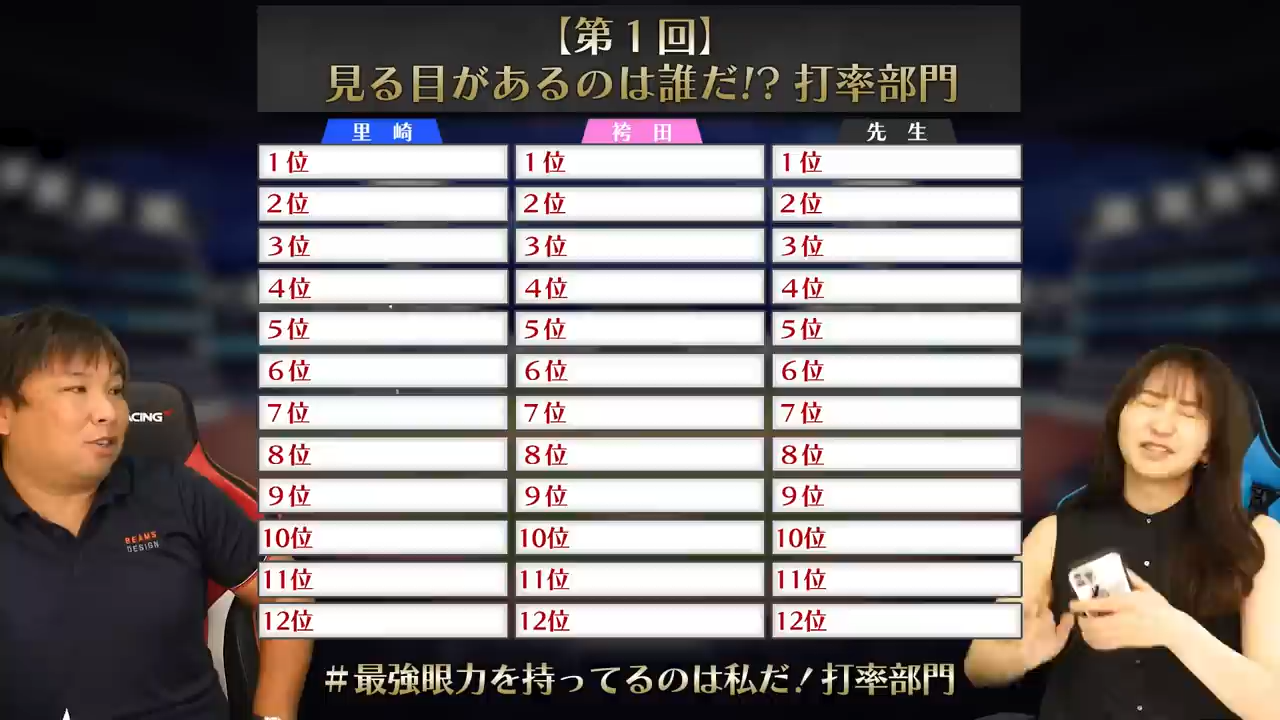 【第1回】
見る目があるのは誰だ!? 打率部門
里崎 袴田 先生
1位 1位 1位
2位 2位 2位
3位 3位 3位
4位 4位 4位
5位 5位 5位
6位 6位 6位
7位 7位 7位
8位 8位 8位
9位 9位 9位
10位 10位 10位
11位 11位 11位
12位 12位 12位
ACING
BEAMS
DESIGN
#最強眼力を持ってるのは私だ!打率部門